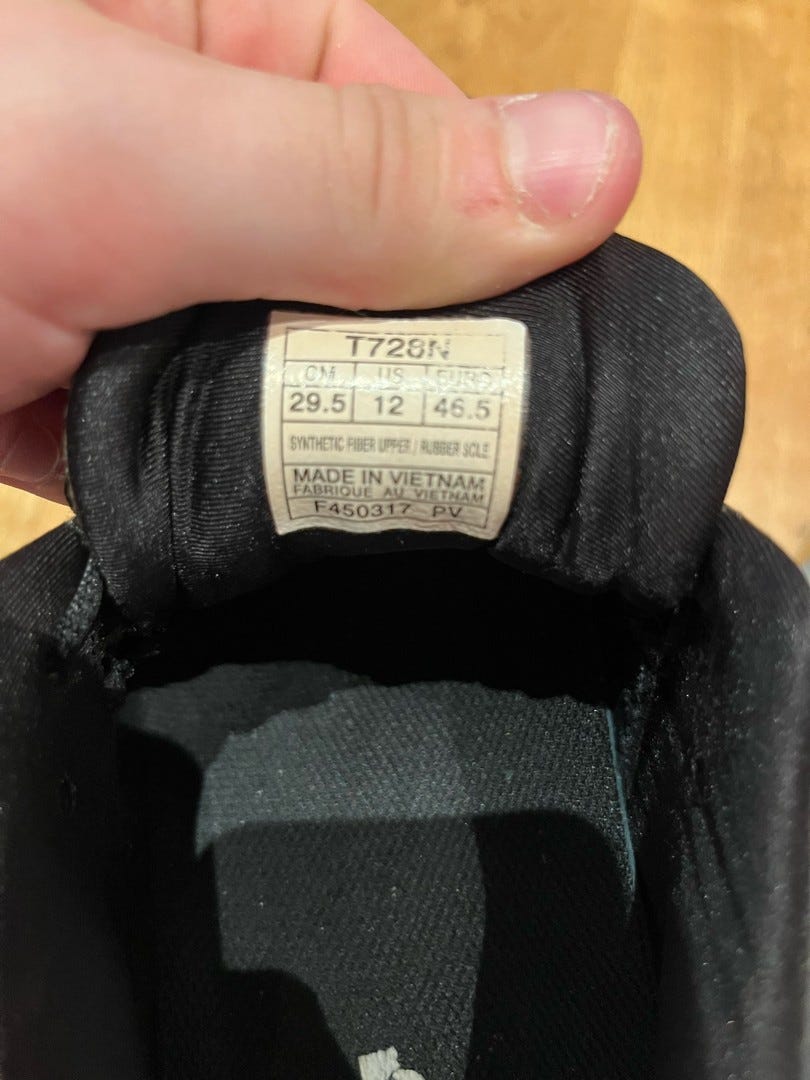 T728N
CM US EURO
29.5 12 46.5
SYNTHETIC FIBER UPPER / RUBBER SOLE
MADE IN VIETNAM
FABRIQUE AU VIETNAM
F450317 PV